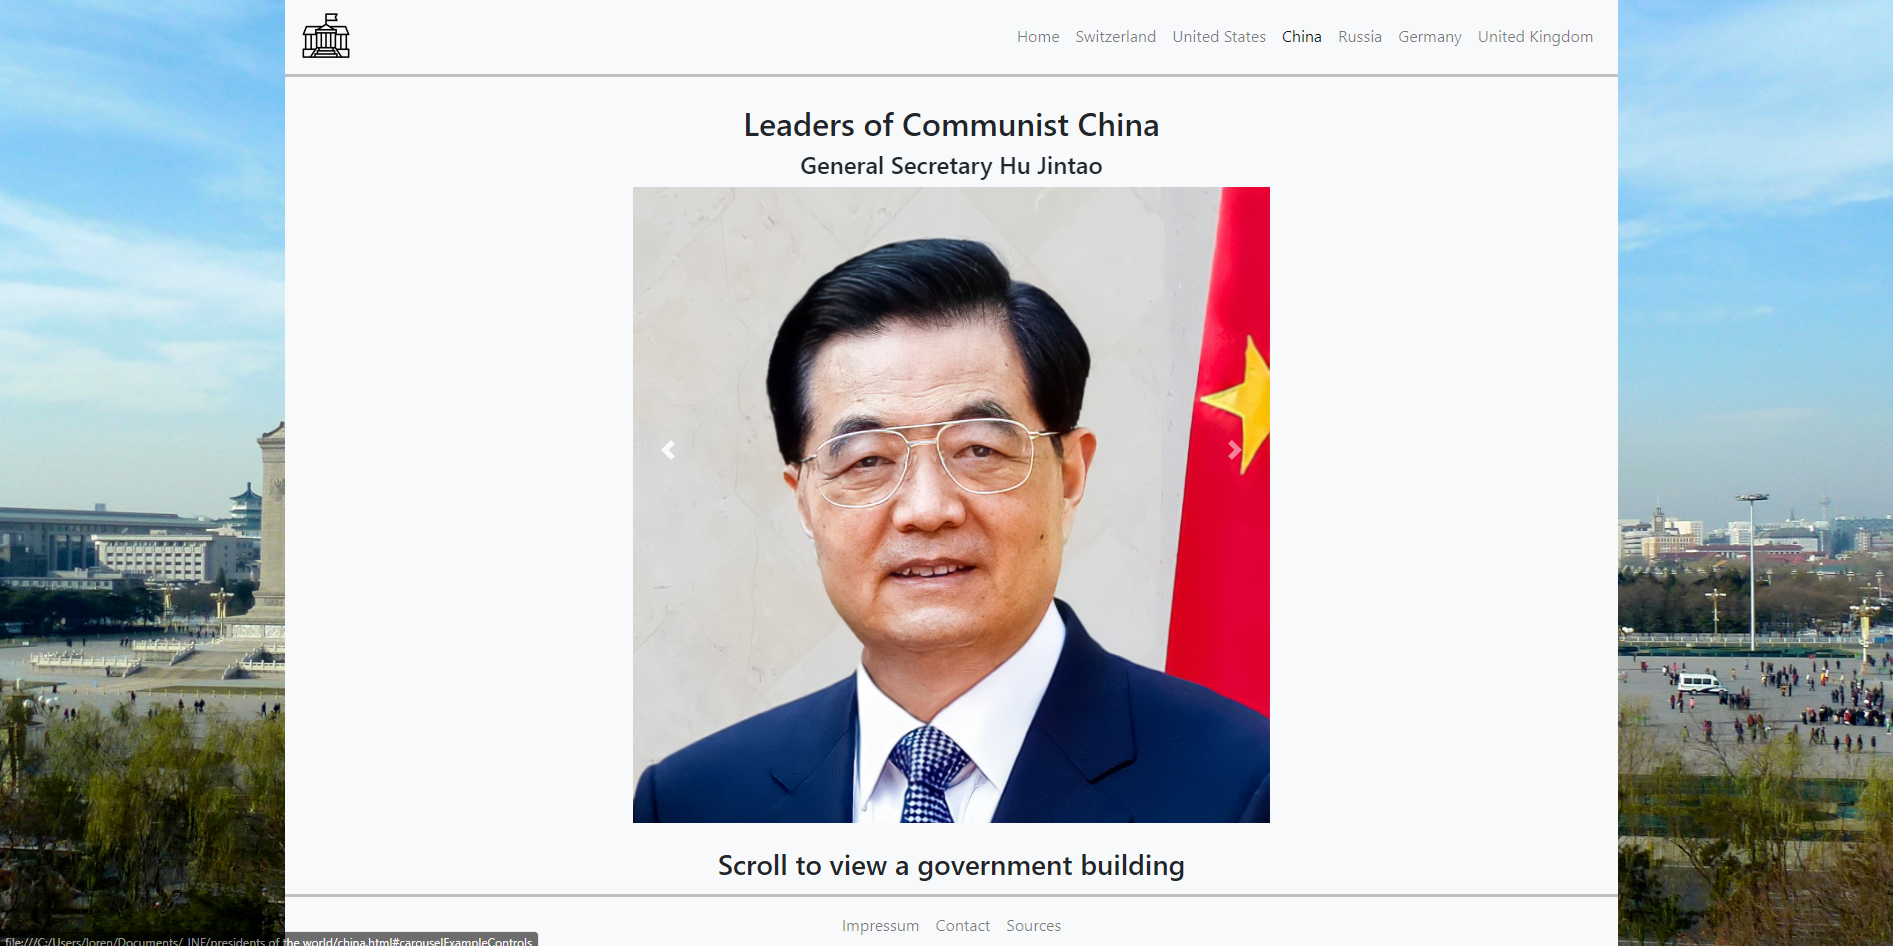 Home Switzerland United States China Russia Germany United Kingdom
Leaders of Communist China
General Secretary Hu Jintao
Scroll to view a government building
Impressum Contact Sources
file:///C:/Users/loren/Documents/_INF/presidents of the world/china.html#carouselExampleControls